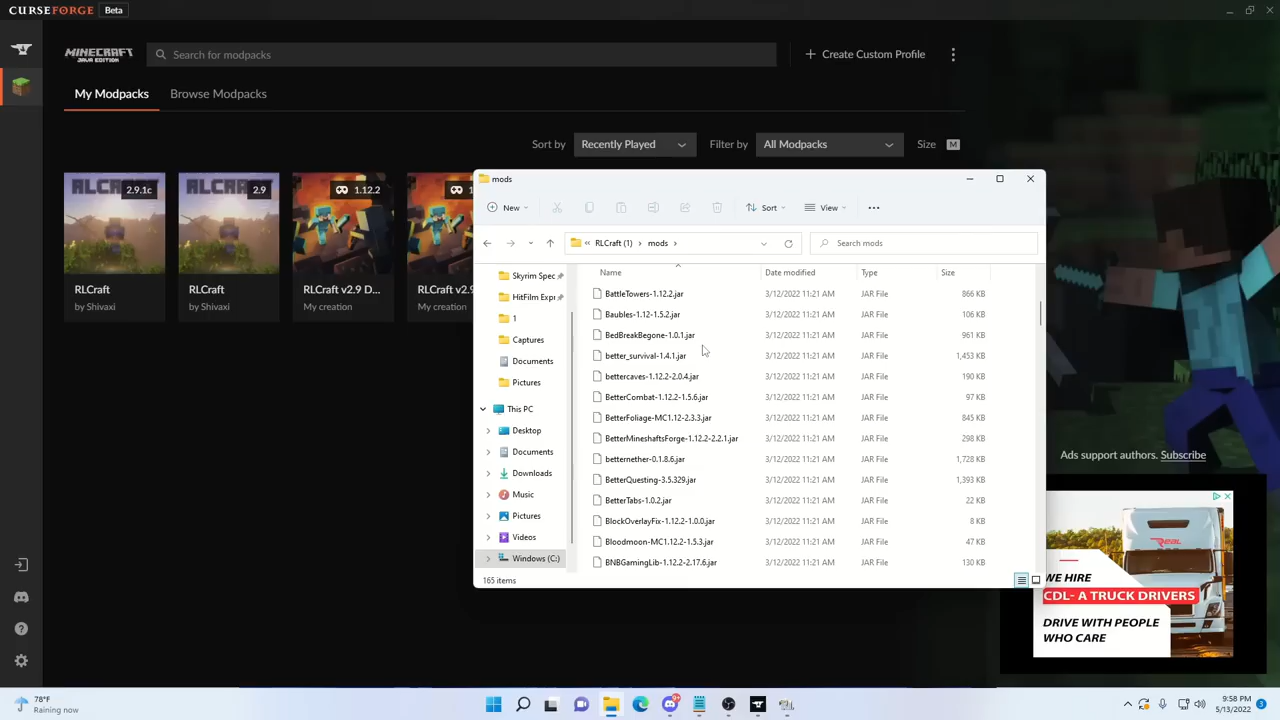 CURSEFORGE Beta
MINECRAFT
JAVA EDITION
Search for modpacks
Create Custom Profile
My Modpacks
Browse Modpacks
Sort by
Recently Played
Filter by
All Modpacks
Size M
RLCRAFT
2.9.1c
RLCraft
by Shivaxi
RLCRAFT
2.9
RLCraft
by Shivaxi
1.12.2
RLCraft v2.9 D...
My creation
1
RLCraft v2.9
My creation
mods
New
Sort
View
RLCraft (1)
mods
Search mods
Skyrim Spec
HitFilm Expr
1
Captures
Documents
Pictures
This PC
Desktop
Documents
Downloads
Music
Pictures
Videos
Windows (C:)
Name Date modified Type Size
BattleTowers-1.12.2.jar 3/12/2022 11:21 AM JAR File 866 KB
Baubles-1.12-1.5.2.jar 3/12/2022 11:21 AM JAR File 106 KB
BedBreakBegone-1.0.1.jar 3/12/2022 11:21 AM JAR File 961 KB
better_survival-1.4.1.jar 3/12/2022 11:21 AM JAR File 1,453 KB
bettercaves-1.12.2-2.0.4.jar 3/12/2022 11:21 AM JAR File 190 KB
BetterCombat-1.12.2-1.5.6.jar 3/12/2022 11:21 AM JAR File 97 KB
BetterFoliage-MC1.12-2.3.3.jar 3/12/2022 11:21 AM JAR File 845 KB
BetterMineshaftsForge-1.12.2-2.2.1.jar 3/12/2022 11:21 AM JAR File 298 KB
betternether-0.1.8.6.jar 3/12/2022 11:21 AM JAR File 1,728 KB
BetterQuesting-3.5.329.jar 3/12/2022 11:21 AM JAR File 1,393 KB
BetterTabs-1.0.2.jar 3/12/2022 11:21 AM JAR File 22 KB
BlockOverlayFix-1.12.2-1.0.0.jar 3/12/2022 11:21 AM JAR File 8 KB
Bloodmoon-MC1.12.2-1.5.3.jar 3/12/2022 11:21 AM JAR File 47 KB
BNBGamingLib-1.12.2-2.17.6.jar 3/12/2022 11:21 AM JAR File 130 KB
165 items
Ads support authors. Subscribe
REAL
WE HIRE
CDL- A TRUCK DRIVERS
DRIVE WITH PEOPLE
WHO CARE
78°F
Raining now
9+
9:58 PM
5/13/2022
3